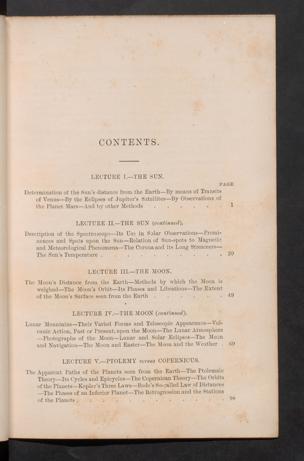 CONTENTS.
LECTURE I.—THE SUN.
PAGE
Determination of the Sun's distance from the Earth—By means of Transits
of Venus—By the Eclipses of Jupiter's Satellites—By Observations of
the Planet Mars—And by other Methods . . . . . . 1
LECTURE II.—THE SUN (continued).
Description of the Spectroscope—Its Use in Solar Observations—Promi-
nences and Spots upon the Sun—Relation of Sun-spots to Magnetic
and Meteorological Phenomena—The Corona and its Long Streamers—
The Sun's Temperature . . . . . . . . . 20
LECTURE III.—THE MOON.
The Moon's Distance from the Earth—Methods by which the Moon is
weighed—The Moon's Orbit—Its Phases and Librations—The Extent
of the Moon's Surface seen from the Earth . . . . . 49
LECTURE IV.—THE MOON (continued).
Lunar Mountains—Their Varied Forms and Telescopic Appearance—Vol-
canic Action, Past or Present, upon the Moon—The Lunar Atmosphere
—Photographs of the Moon—Lunar and Solar Eclipses—The Moon
and Navigation—The Moon and Easter—The Moon and the Weather . 69
LECTURE V.—PTOLEMY versus COPERNICUS.
The Apparent Paths of the Planets seen from the Earth—The Ptolemaic
Theory—Its Cycles and Epicycles—The Copernican Theory—The Orbits
of the Planets—Kepler's Three Laws—Bode's So-called Law of Distances
—The Phases of an Inferior Planet—The Retrogression and the Stations
of the Planets . . . . . . . . . .